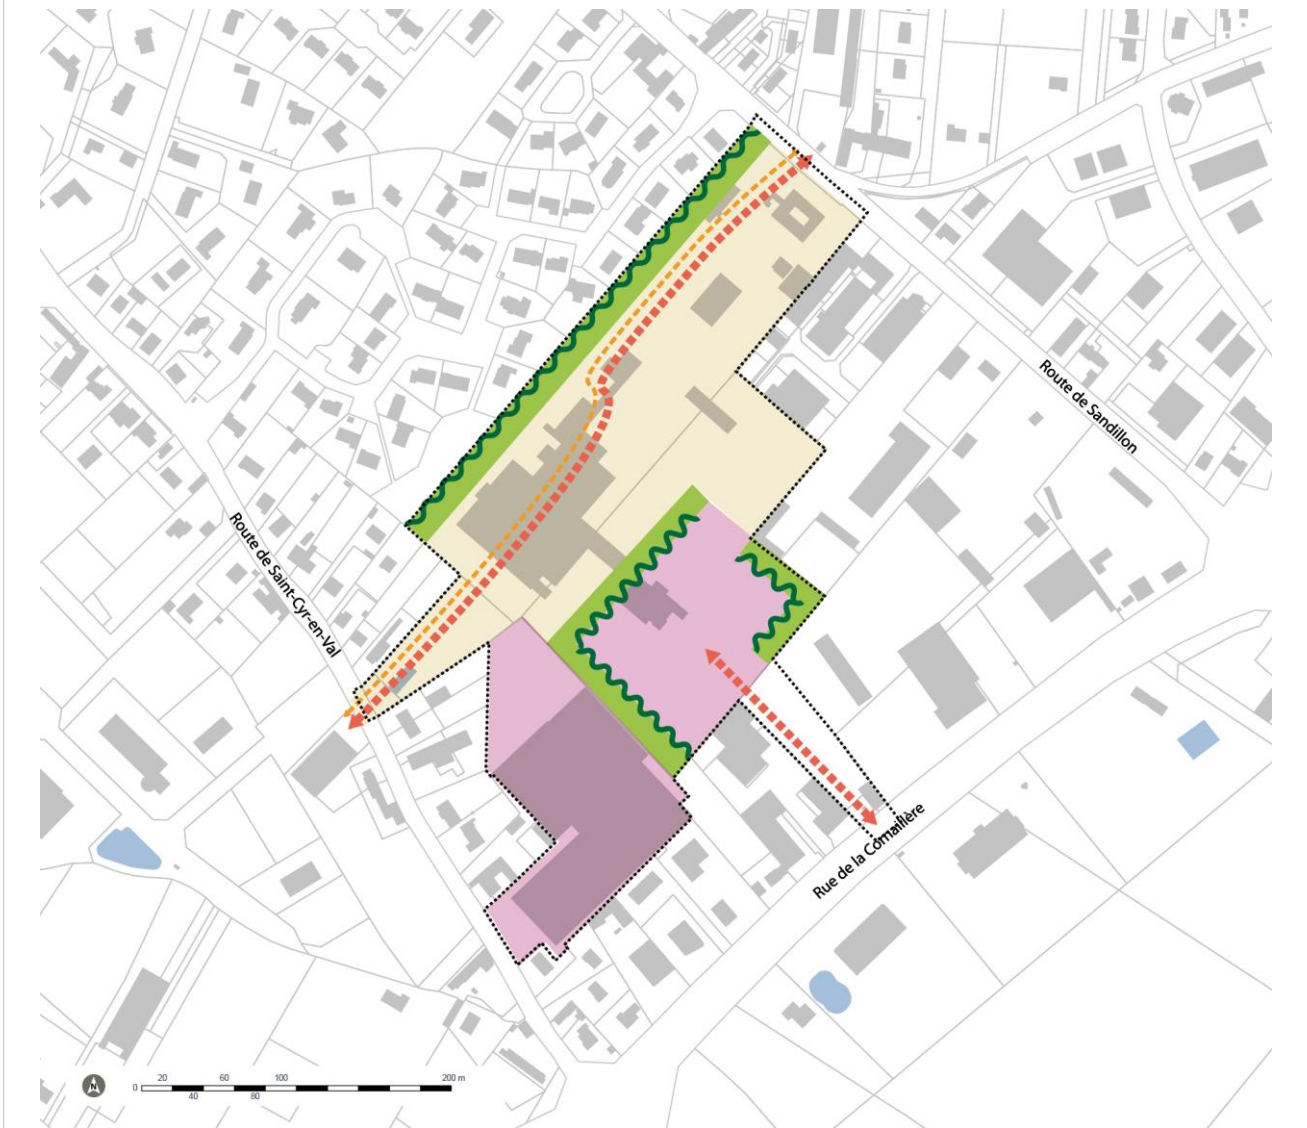 Route de Sandillon
Route de Saint-Cyr-en-Val
Rue de la Cornaillère
N
0 20 60 100 200 m
40 80